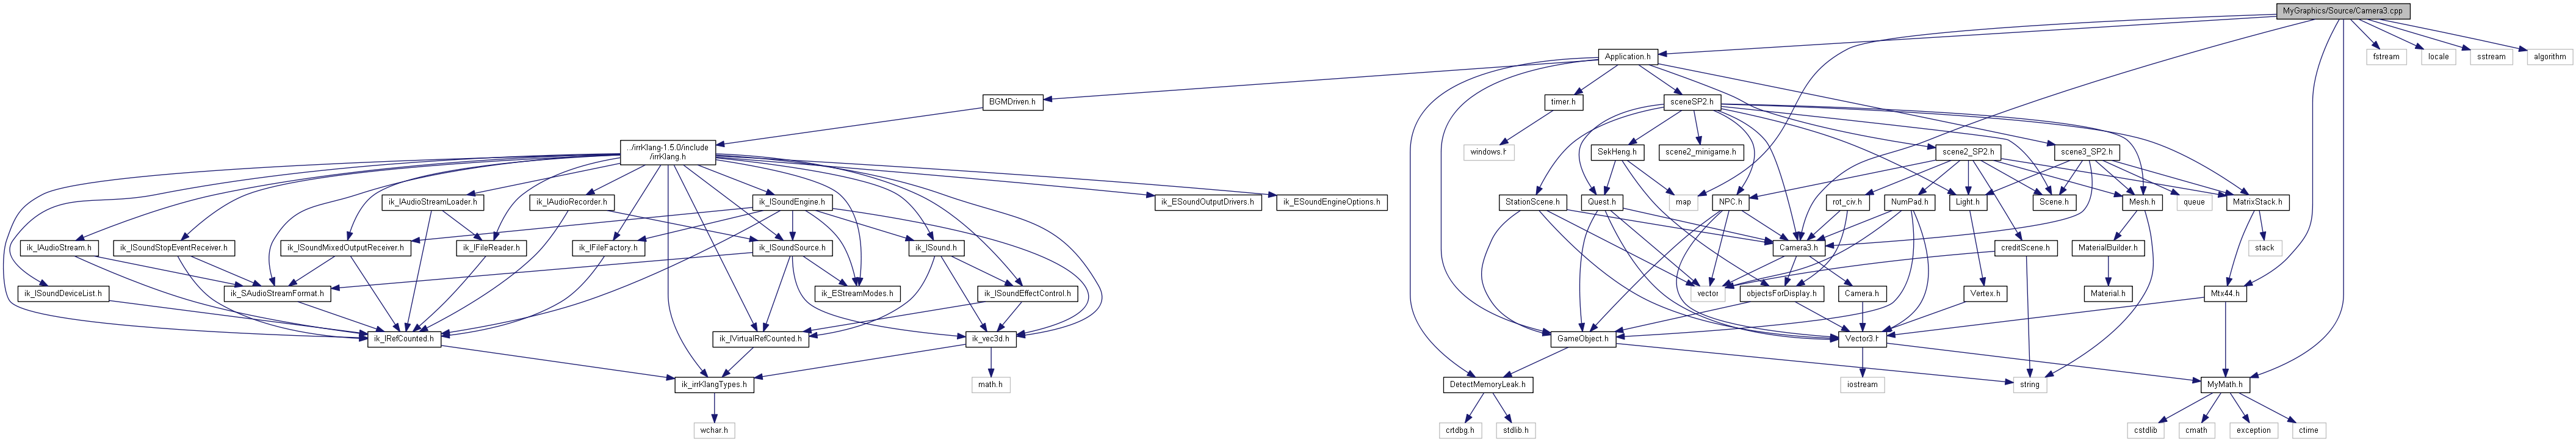 MyGraphics/Source/Camera3.cpp
Application.h
fstream
locale
sstream
algorithm
BGMDriven.h
timer.h
sceneSP2.h
../irrKlang-1.5.0/include
/irrKlang.h
windows.h
SekHeng.h
scene2_minigame.h
scene2_SP2.h
scene3_SP2.h
ik_IAudioStreamLoader.h
ik_IAudioRecorder.h
ik_ISoundEngine.h
ik_ESoundOutputDrivers.h
ik_ESoundEngineOptions.h
StationScene.h
Quest.h
map
NPC.h
rot_civ.h
NumPad.h
Light.h
Scene.h
Mesh.h
queue
MatrixStack.h
ik_IAudioStream.h
ik_ISoundStopEventReceiver.h
ik_ISoundMixedOutputReceiver.h
ik_IFileReader.h
ik_IFileFactory.h
ik_ISoundSource.h
ik_ISound.h
Camera3.h
creditScene.h
MaterialBuilder.h
stack
ik_ISoundDeviceList.h
ik_SAudioStreamFormat.h
ik_EStreamModes.h
ik_ISoundEffectControl.h
vector
objectsForDisplay.h
Camera.h
Vertex.h
Material.h
Mtx44.h
ik_IRefCounted.h
ik_IVirtualRefCounted.h
ik_vec3d.h
GameObject.h
Vector3.h
ik_irrKlangTypes.h
math.h
DetectMemoryLeak.h
iostream
string
MyMath.h
wchar.h
crtdbg.h
stdlib.h
cstdlib
cmath
exception
ctime